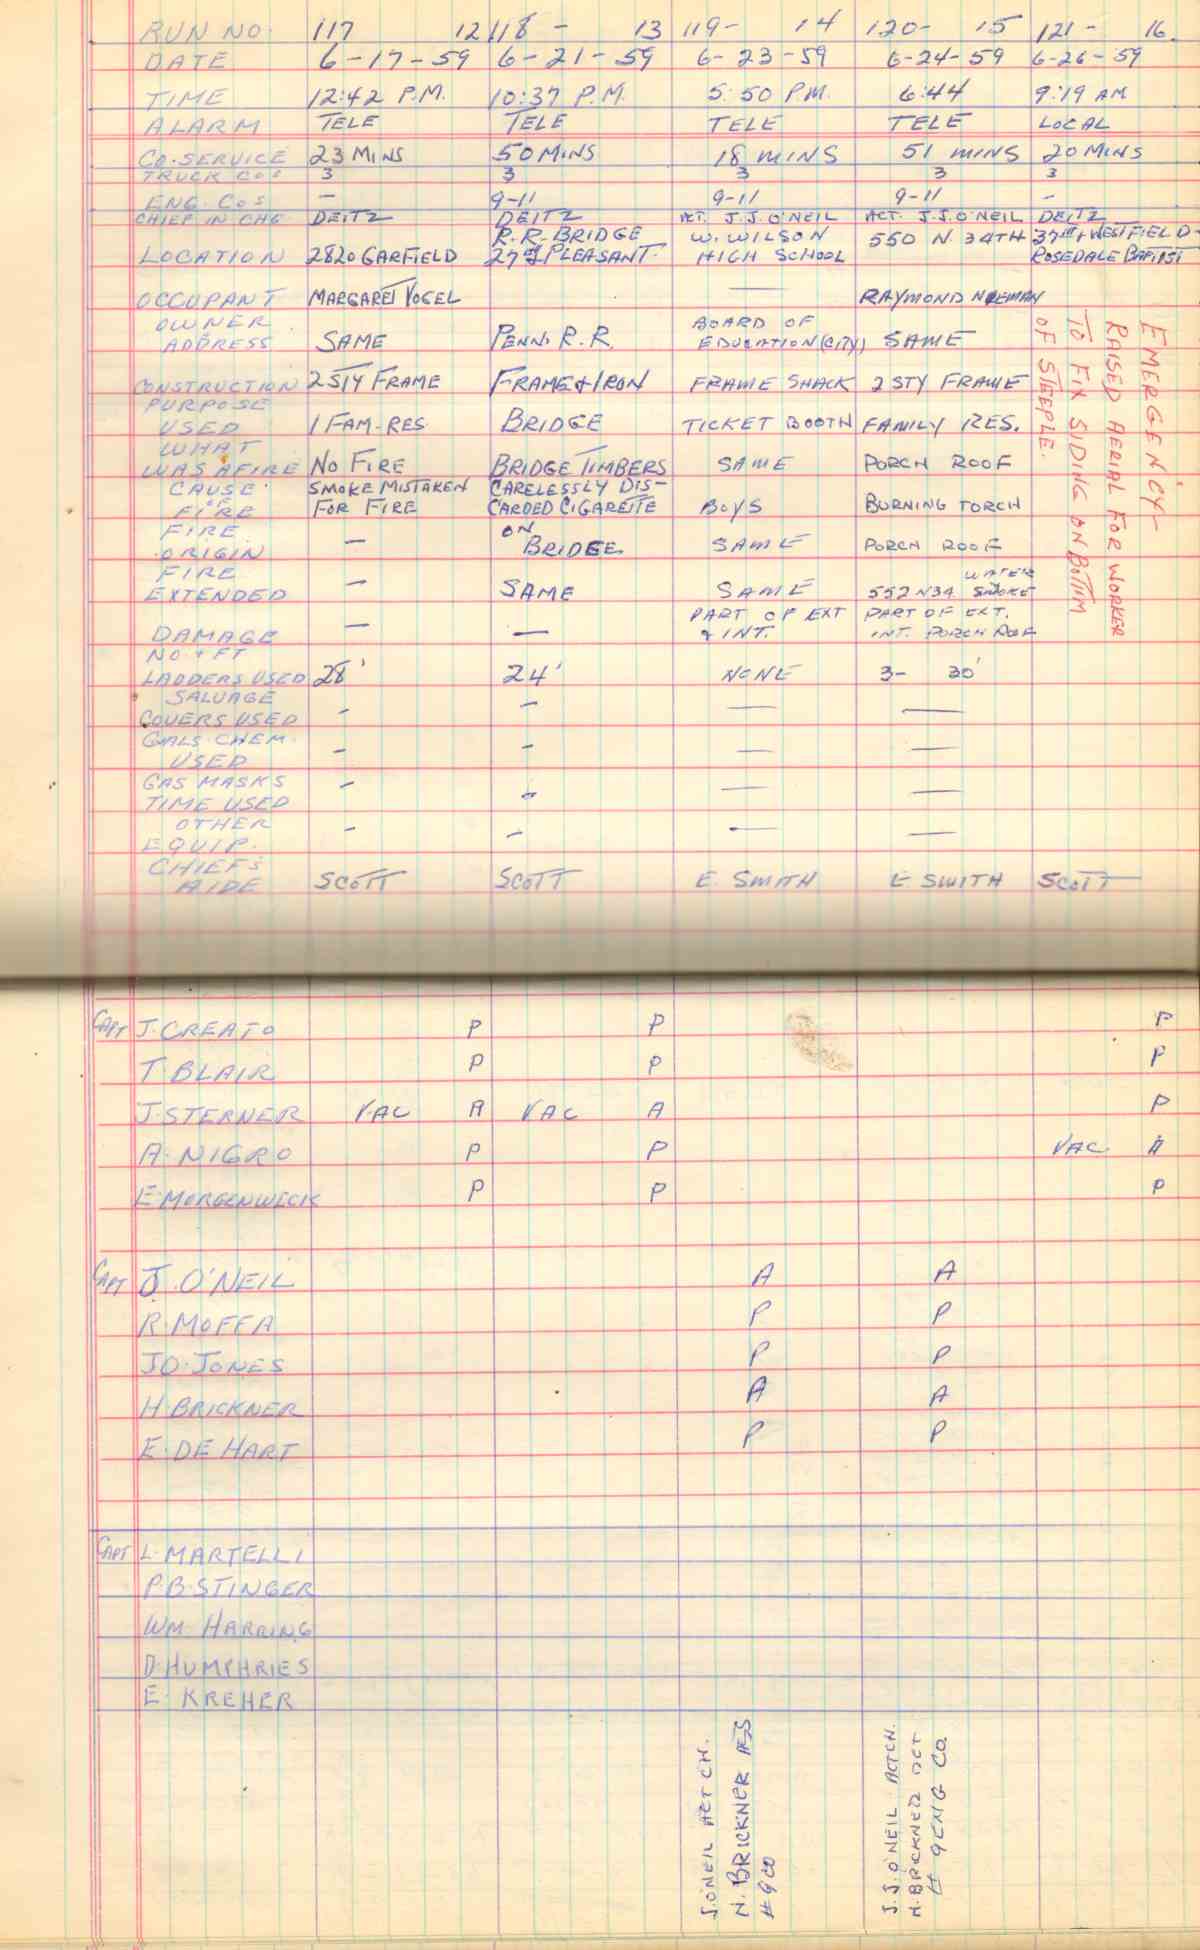 RUN NO. 117 12 118 - 13 119- 14 120- 15 121- 16.
DATE 6-17-59 6-21-59 6-23-59 6-24-59 6-26-59
TIME 12:42 P.M. 10:37 P.M. 5:50 P.M. 6:44 9:19 AM
ALARM TELE TELE TELE TELE LOCAL
CO. SERVICE 23 MINS 50 MINS 18 MINS 51 MINS 20 MINS
TRUCK COS 3 3 3 3 3
ENG. COS — 9-11 9-11 9-11 -
CHIEF IN CHG DEITZ DEITZ ACT. J.J. O'NEIL ACT. J.J. O'NEIL DEITZ
R.R. BRIDGE W. WILSON 550 N. 34TH 37TH & WESTFIELD-
LOCATION 2820 GARFIELD 27TH & PLEASANT. HIGH SCHOOL ROSEDALE BAPTIST
OCCUPANT MARGARET VOGEL — RAYMOND
OWNER BOARD OF
ADDRESS SAME PENN. R.R. EDUCATION (CITY) SAME
CONSTRUCTION 2 STY FRAME FRAME & IRON FRAME SHACK 2 STY FRAME
PURPOSE
USED 1 FAM-RES. BRIDGE TICKET BOOTH FAMILY RES.
WHAT
WAS AFIRE NO FIRE BRIDGE TIMBERS SAME PORCH ROOF
CAUSE SMOKE MISTAKEN CARELESSLY DIS-
OF
FIRE FOR FIRE CARDED CIGARETTE BOYS BURNING TORCH
FIRE ON
ORIGIN — BRIDGE SAME PORCH ROOF
FIRE WATER
EXTENDED — SAME SAME 552 N 34 SMOKE
PART OF EXT PART OF EXT.
DAMAGE — — & INT. INT. PORCH ROOF
NO. & FT
LADDERS USED 28' 24' NONE 3- 30'
SALVAGE
COVERS USED - - — —
GALS. CHEM.
USED - - — —
GAS MASKS
TIME USED - - — —
OTHER
EQUIP. - - — —
CHIEF'S
AIDE SCOTT SCOTT E. SMITH E SMITH SCOTT
EMERGENCY-
RAISED AERIAL FOR WORKER
TO FIX SIDING ON BOTTIM
OF STEEPLE.
CAPT J. CREATO P P P
T. BLAIR P P P
J. STERNER VAC A VAC A P
A. NIGRO P P VAC. A
E. MORGENWECK P P P
CAPT J. O'NEIL A A
R. MOFFA P P
JO. JONES P P
H. BRICKNER A A
E. DE HART P P
CAPT L. MARTELLI
P.B. STINGER
WM. HARRING
D. HUMPHRIES
E. KREHER
J. O'NEIL ACT CH.
H. BRICKNER
# 9 CO
J.J. O'NEIL ACTCH.
H. BRICKNER DET
# 9 ENG CO.